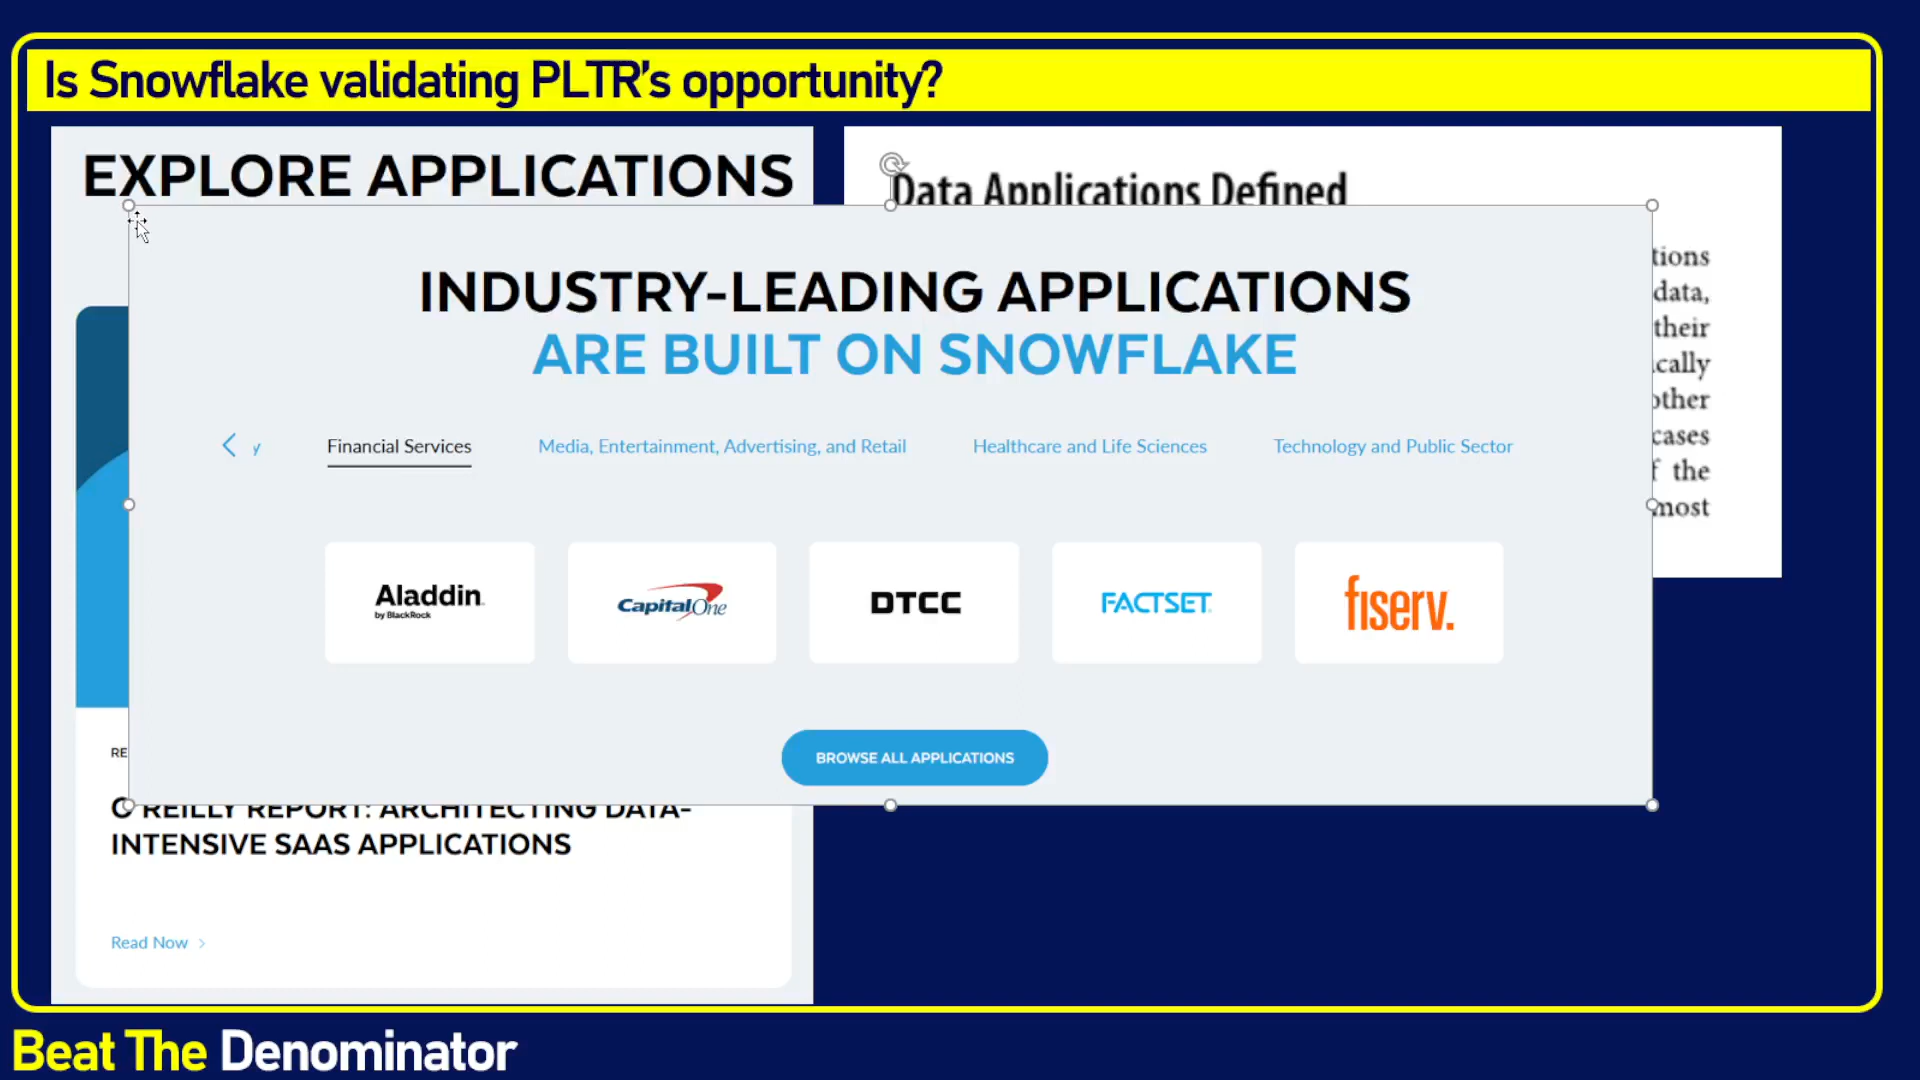 Is Snowflake validating PLTR's opportunity?
EXPLORE APPLICATIONS
Data Applications Defined
tions
data,
their
cally
other
cases
f the
most
INDUSTRY-LEADING APPLICATIONS
ARE BUILT ON SNOWFLAKE
y
Financial Services
Media, Entertainment, Advertising, and Retail
Healthcare and Life Sciences
Technology and Public Sector
Aladdin
by BlackRock
CapitalOne
DTCC
FACTSET
fiserv.
BROWSE ALL APPLICATIONS
RE
O'REILLY REPORT: ARCHITECTING DATA-
INTENSIVE SAAS APPLICATIONS
Read Now
Beat The Denominator